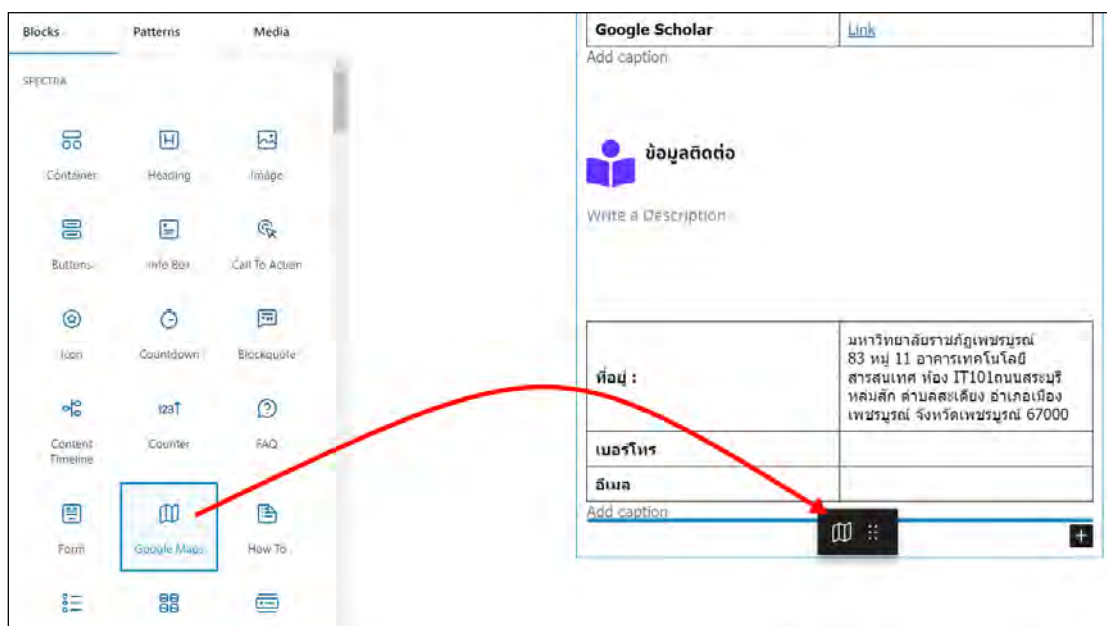 Blocks Patterns Media
SPECTRA
Container Heading Image
Buttons Info Box Call To Action
Icon Countdown Blockquote
123
Content Timeline Counter FAQ
Form Google Maps How To
Google Scholar Link
Add caption
ข้อมูลติดต่อ
Write a Description
ที่อยู่ :
มหาวิทยาลัยราชภัฏเพชรบูรณ์
83 หมู่ 11 อาคารเทคโนโลยี
สารสนเทศ ห้อง IT101ถนนสระบุรี
หล่มสัก ตำบลสะเดียง อำเภอเมือง
เพชรบูรณ์ จังหวัดเพชรบูรณ์ 67000
เบอร์โทร
อีเมล
Add caption